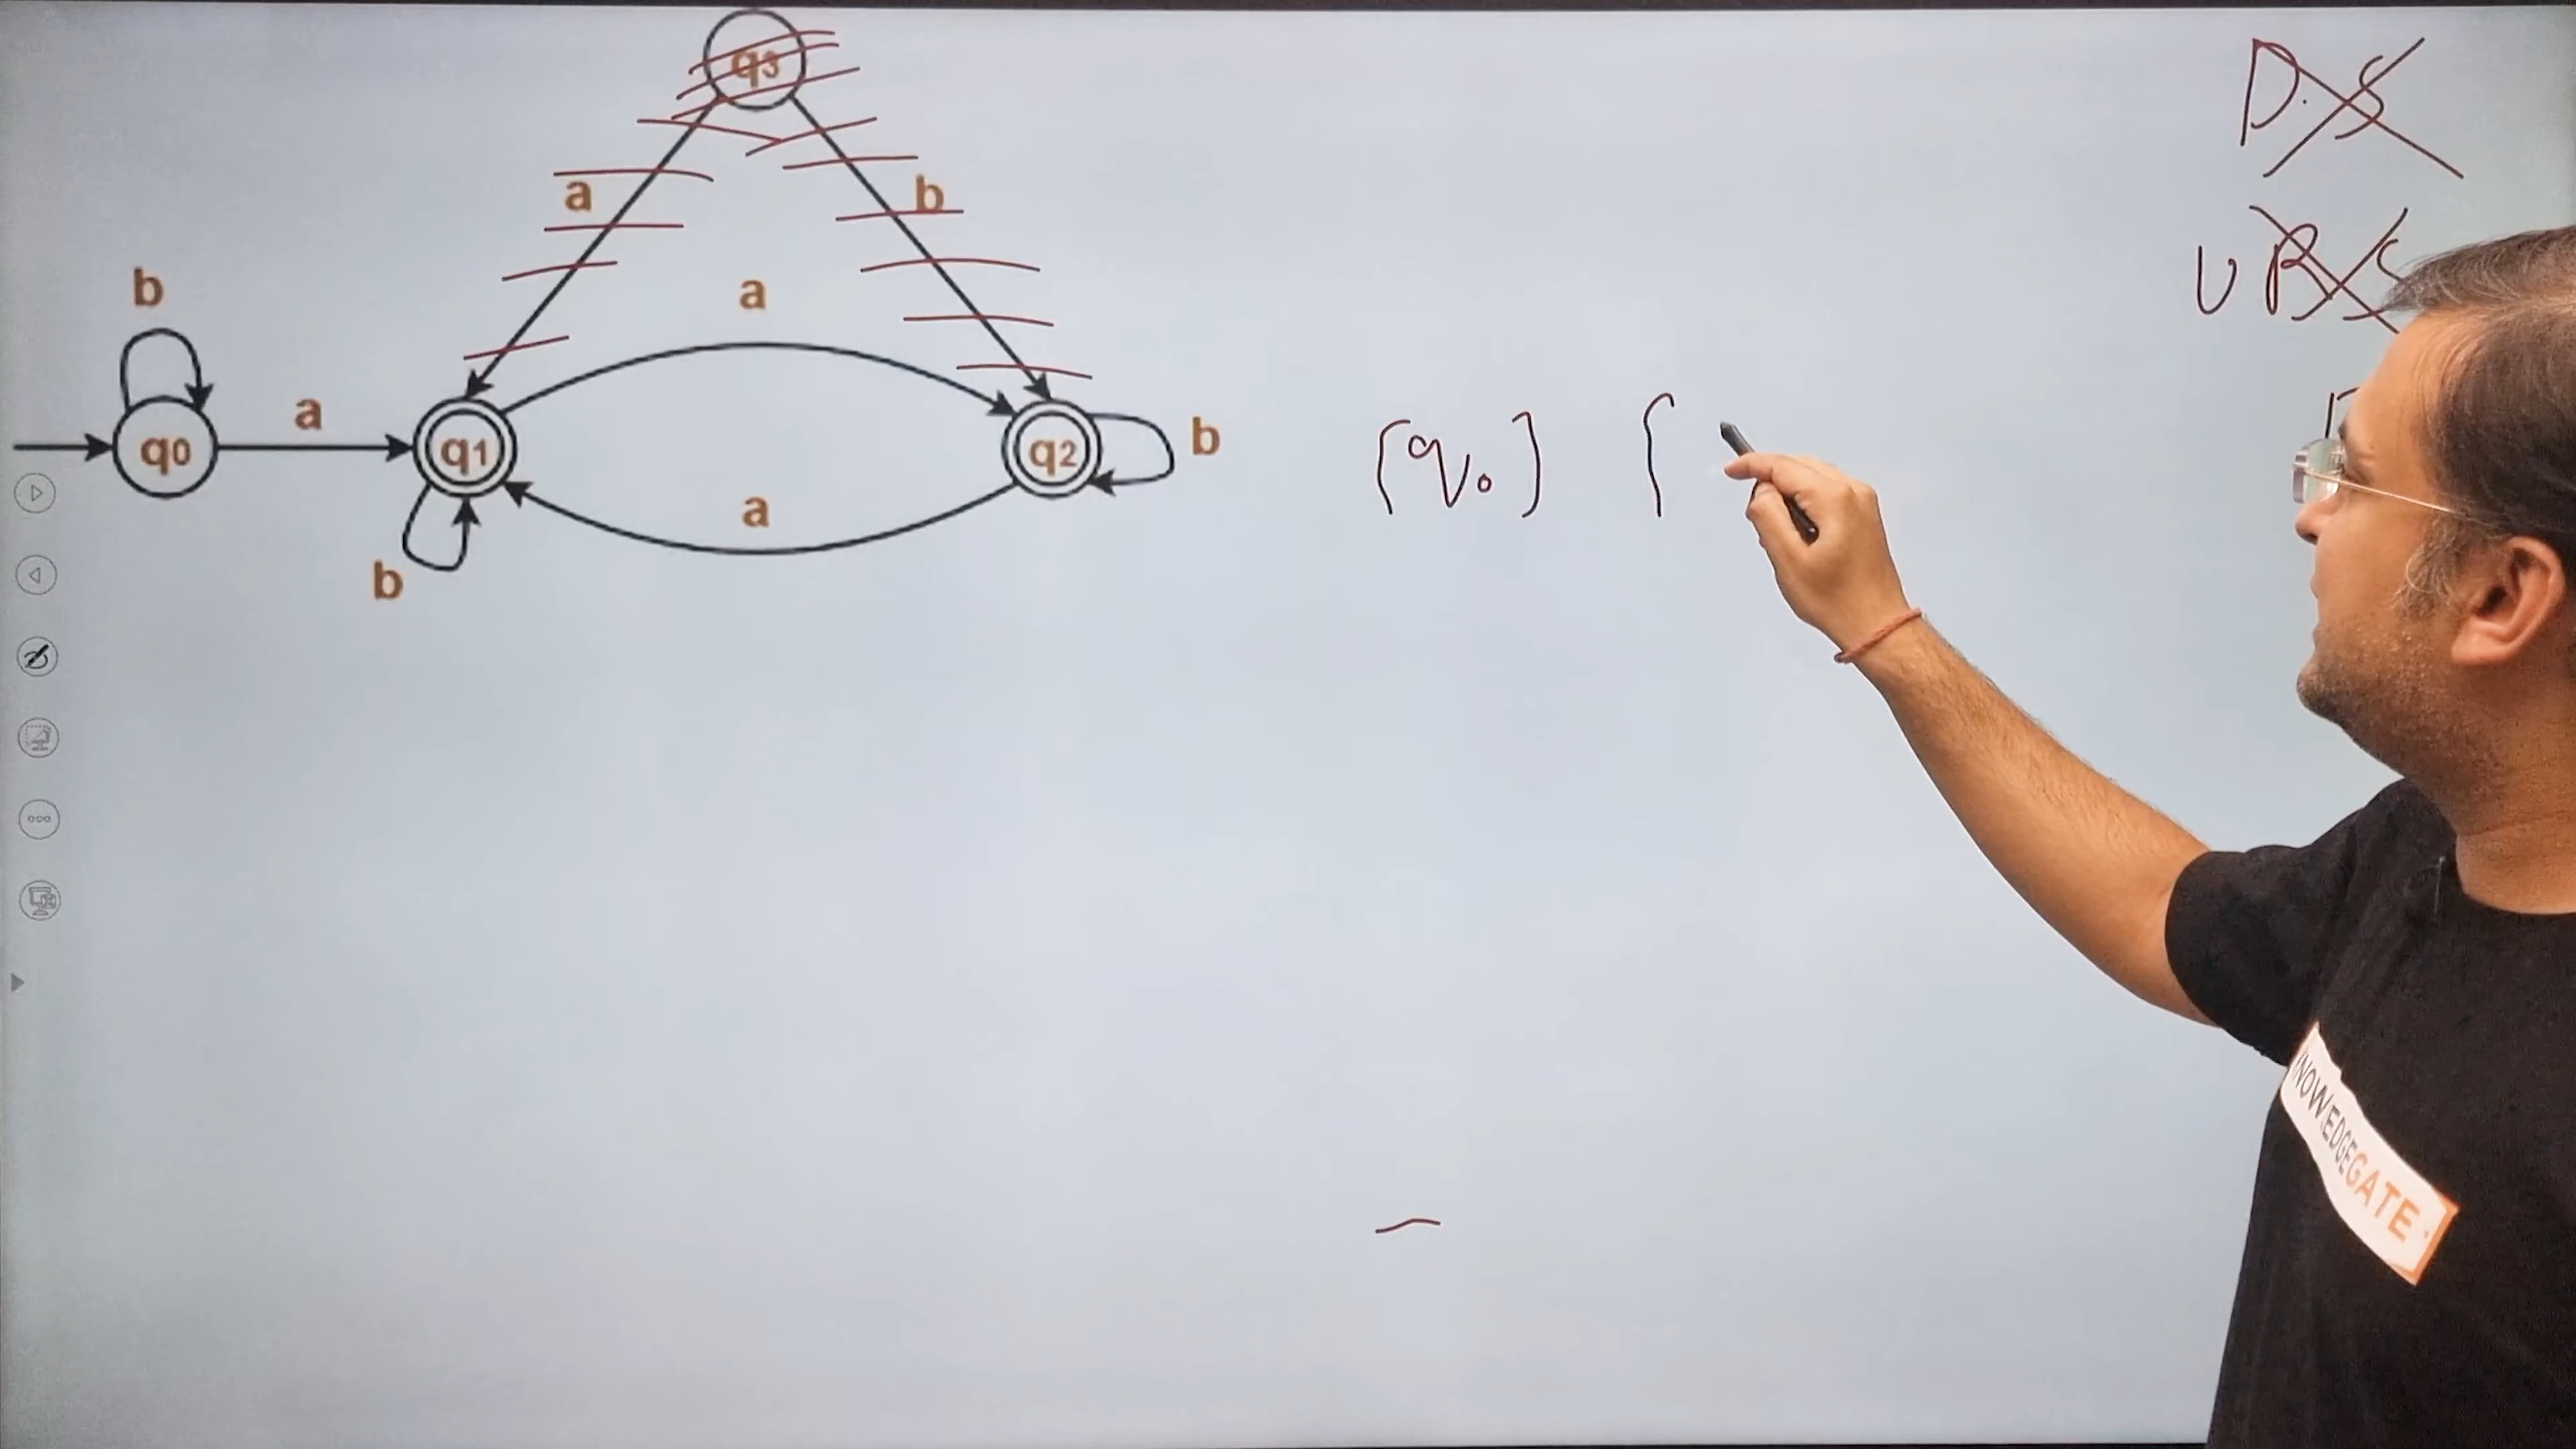 q3
D.S
a
b
U R S
b
a
a
q0
q1
q2
b
[q0] [
a
b
KNOWLEDGEGATE